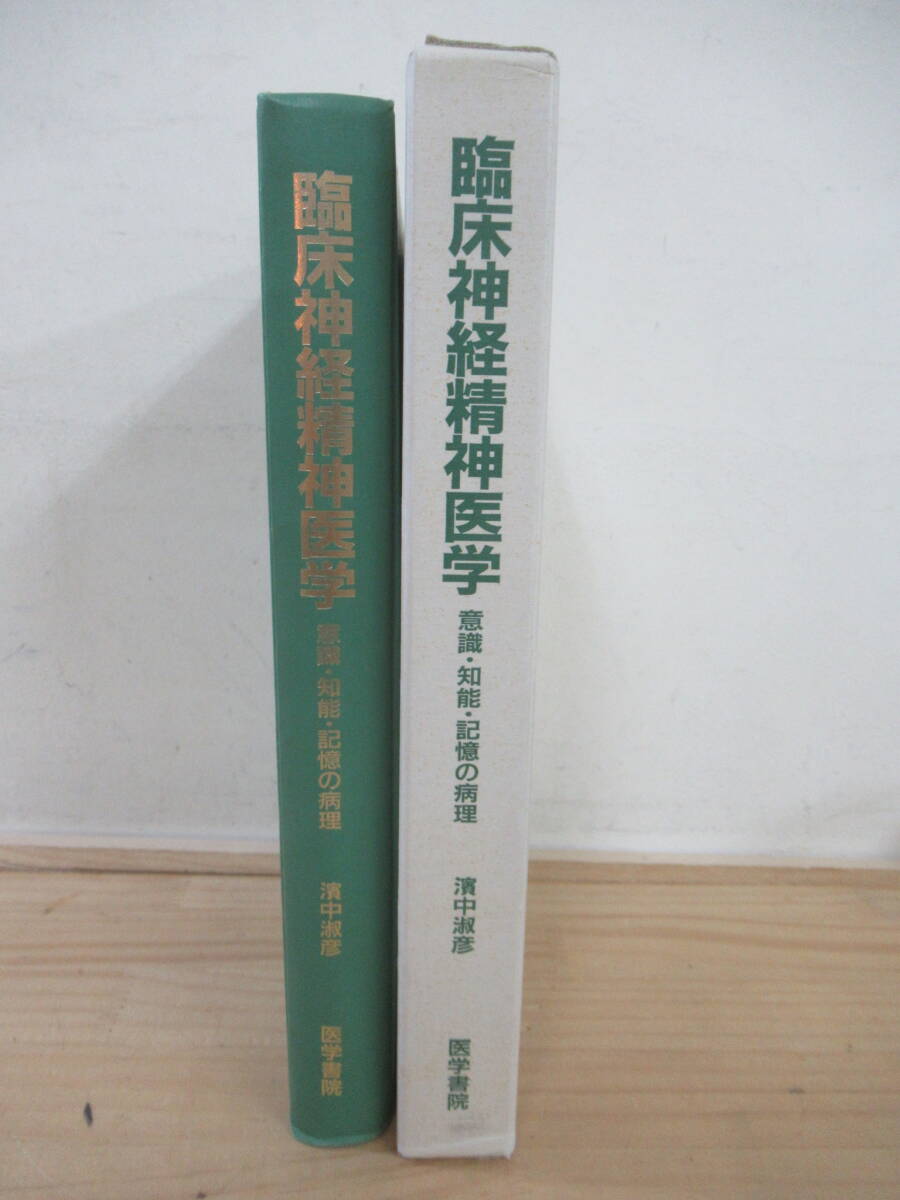 臨床神経精神医学
意識・知能・記憶の病理
濱中淑彦
医学書院
臨床神経精神医学
意識・知能・記憶の病理
濱中淑彦
医学書院